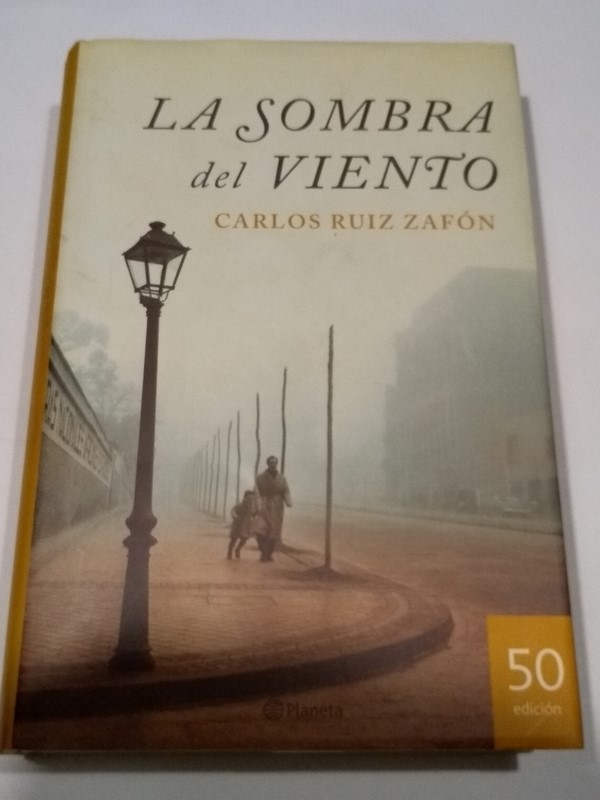 LA SOMBRA
del VIENTO
CARLOS RUIZ ZAFÓN
50
edición
Planeta